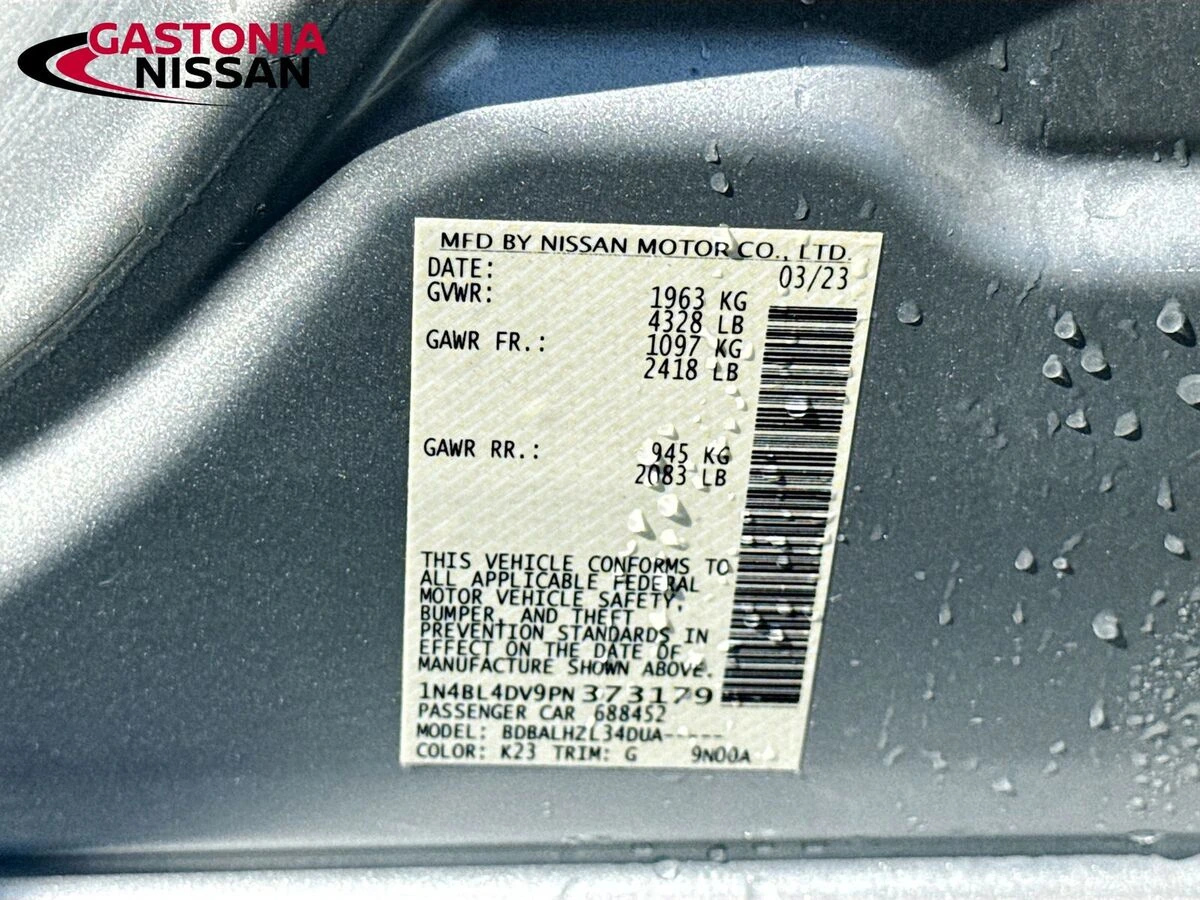 GASTONIA
NISSAN
MFD BY NISSAN MOTOR CO., LTD.
DATE: 03/23
GVWR: 1963 KG
4328 LB
GAWR FR.: 1097 KG
2418 LB
GAWR RR.: 945 KG
2083 LB
THIS VEHICLE CONFORMS TO
ALL APPLICABLE FEDERAL
MOTOR VEHICLE SAFETY,
BUMPER, AND THEFT
PREVENTION STANDARDS IN
EFFECT ON THE DATE OF
MANUFACTURE SHOWN ABOVE.
1N4BL4DV9PN373179
PASSENGER CAR 688452
MODEL: BDBALHZL34DUA-----
COLOR: K23 TRIM: G 9N00A